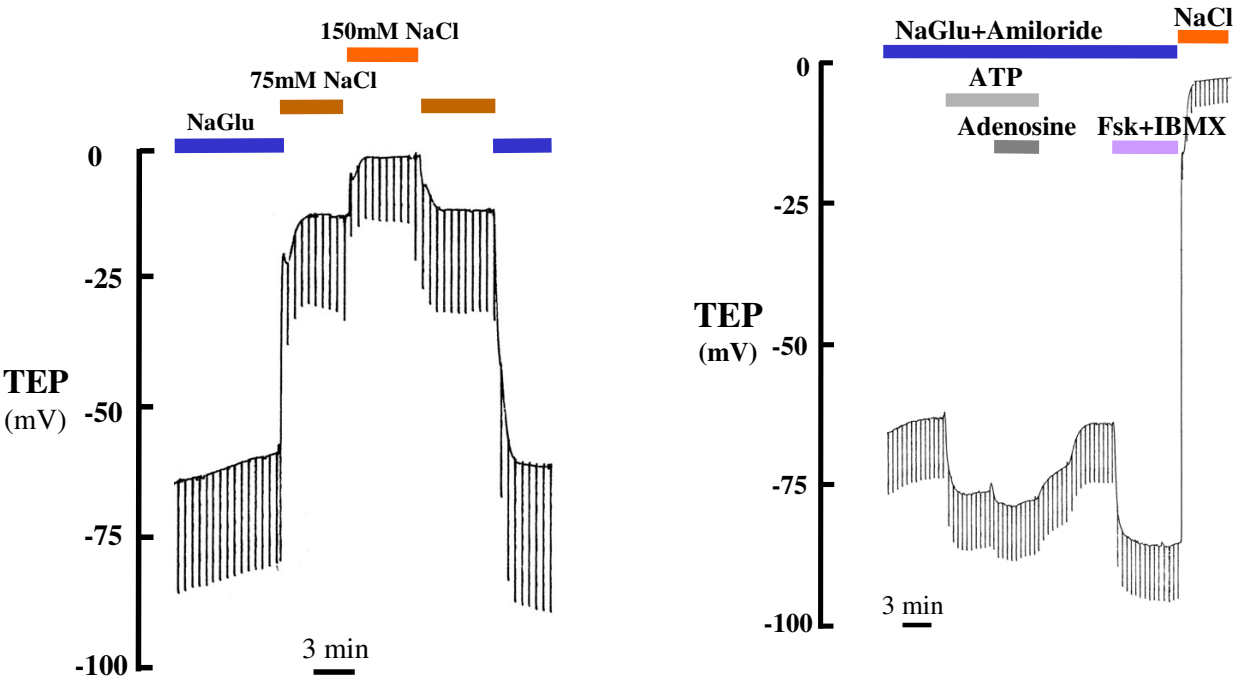 150mM NaCl
75mM NaCl
NaGlu
0
-25
-50
-75
-100
TEP
(mV)
3 min
NaCl
NaGlu+Amiloride
ATP
Adenosine
Fsk+IBMX
0
-25
-50
-75
-100
TEP
(mV)
3 min